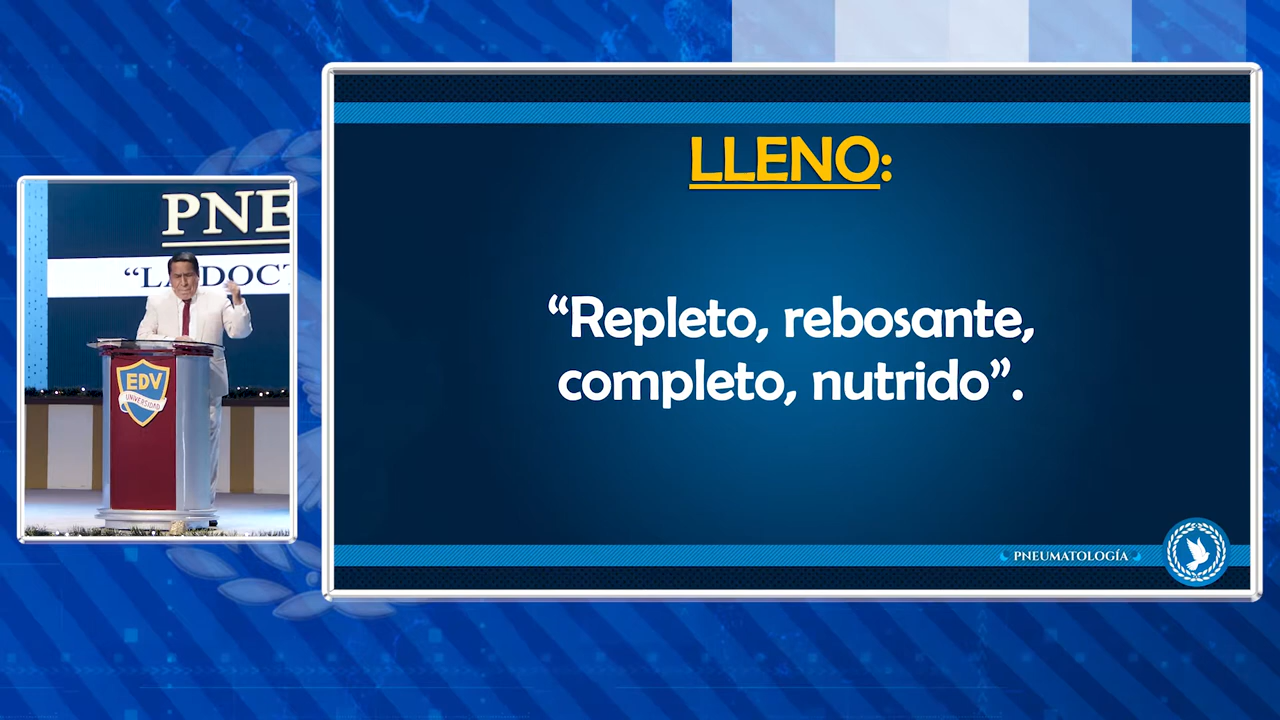 LLENO:
“Repleto, rebosante,
completo, nutrido”.
PNEUMATOLOGÍA
PNE
“LA DOCT
EDV
UNIVERSIDAD